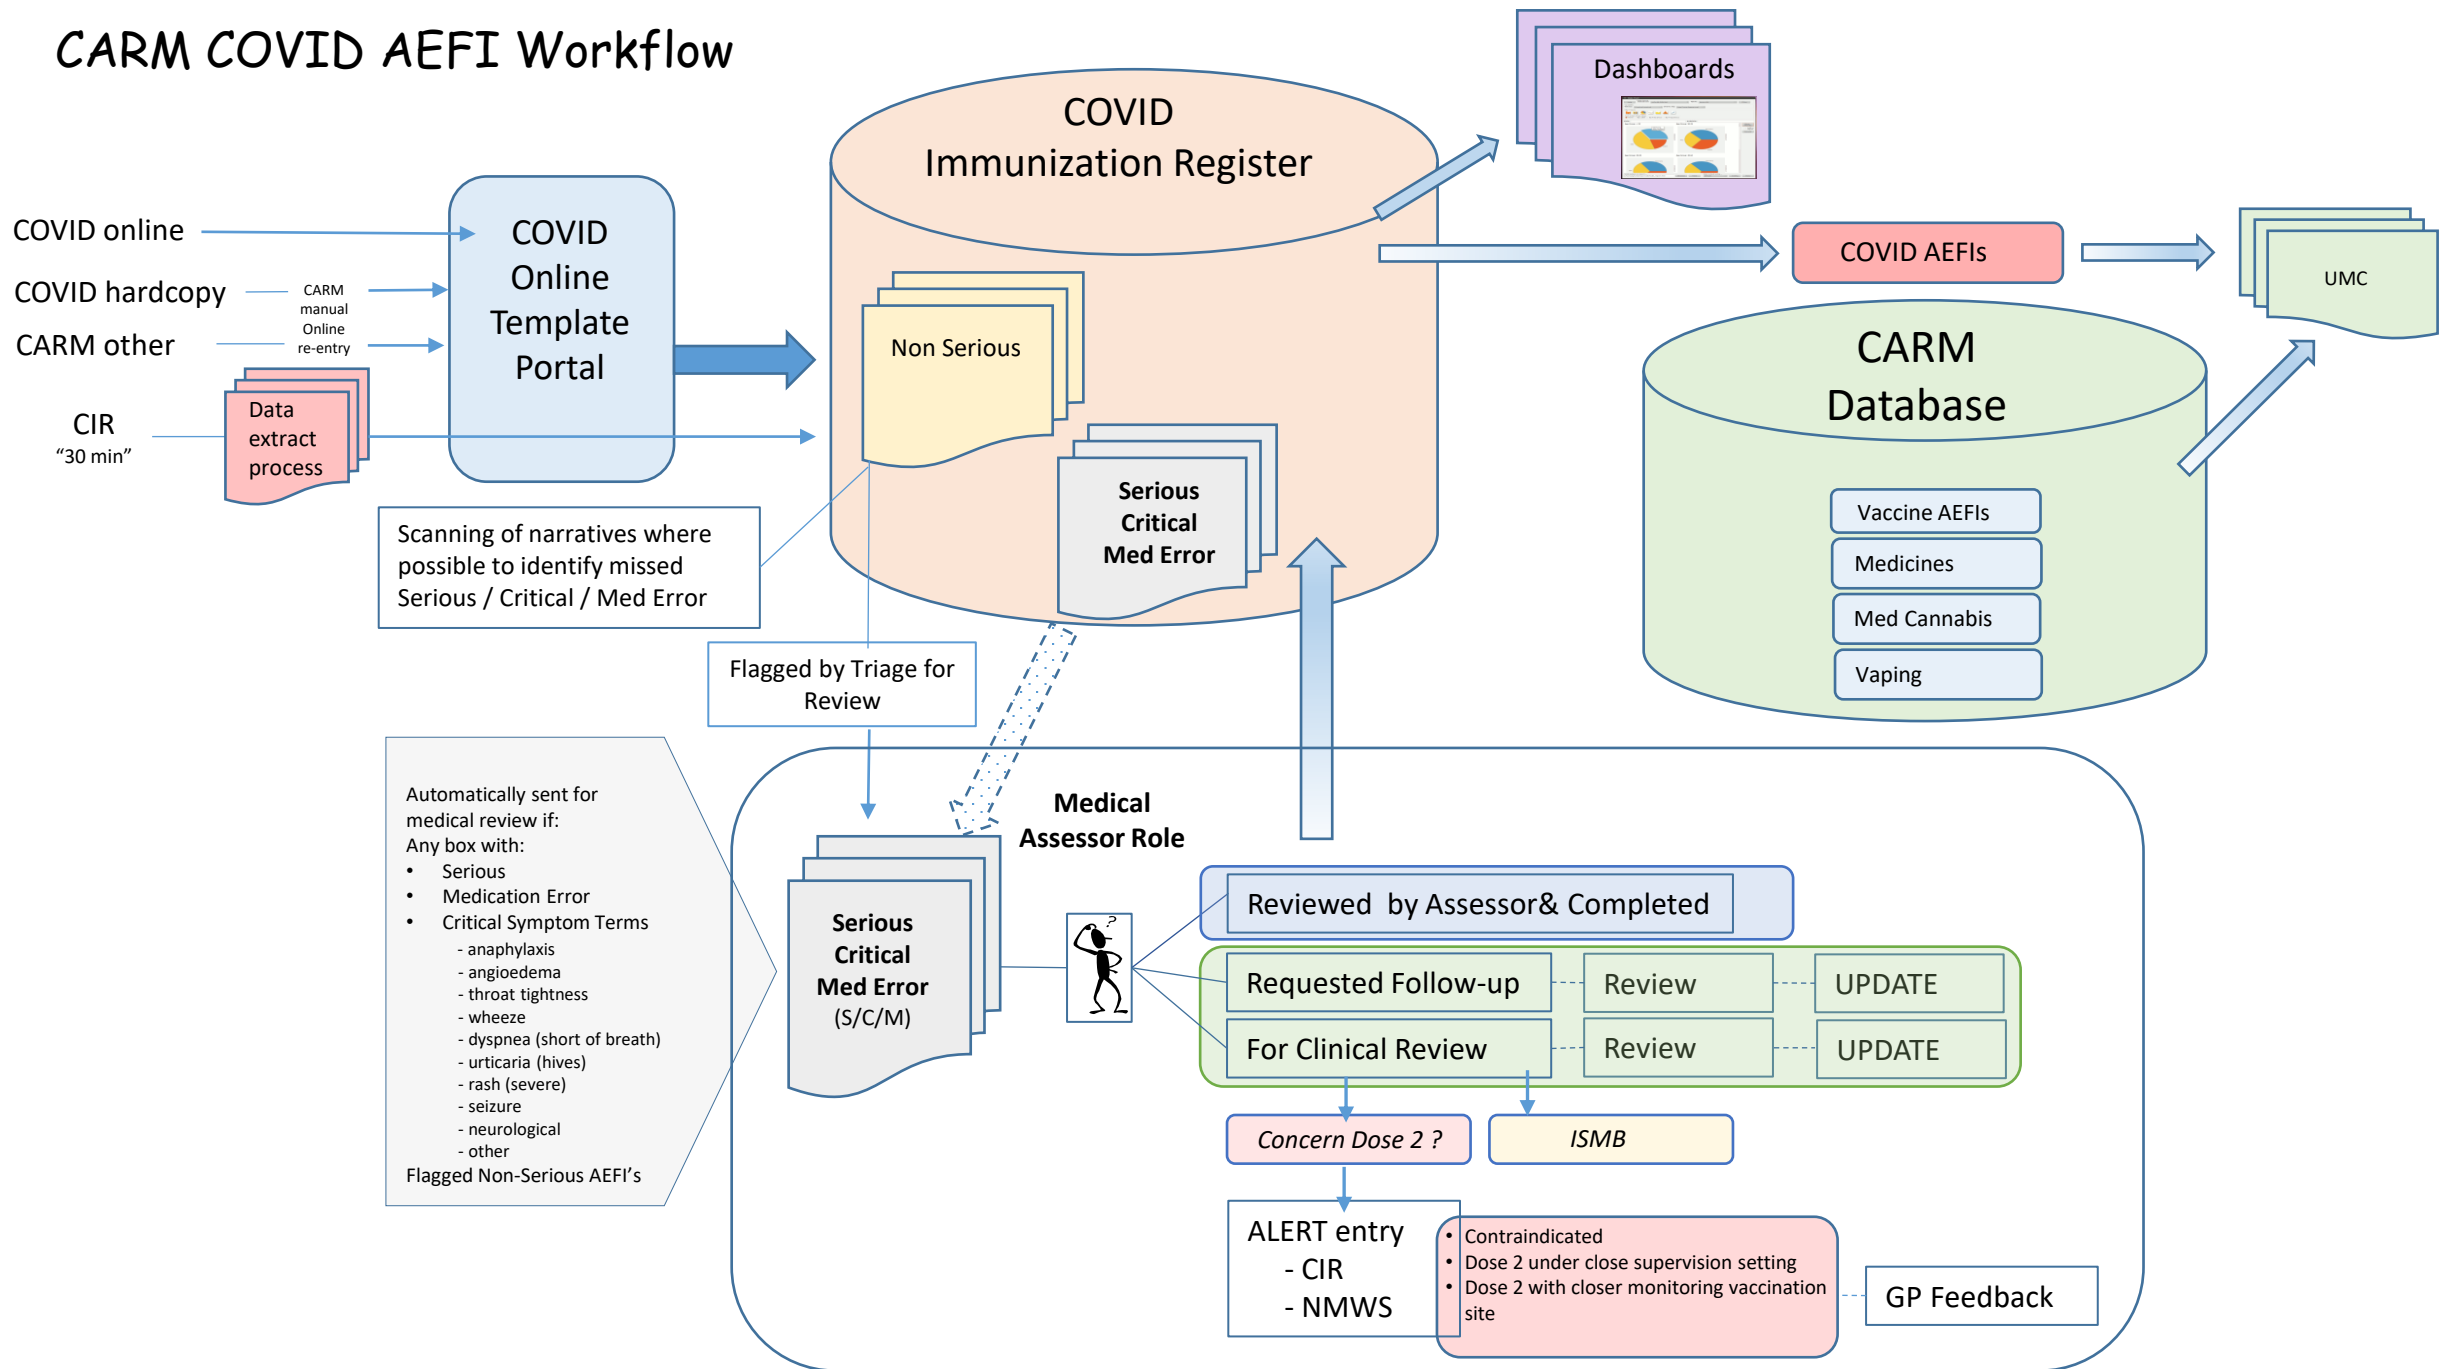 CARM COVID AEFI Workflow
COVID online
COVID hardcopy
CARM other
CARM
manual
Online
re-entry
CIR
“30 min”
Data
extract
process
COVID
Online
Template
Portal
COVID
Immunization Register
Non Serious
Serious
Critical
Med Error
Dashboards
COVID AEFIs
UMC
CARM
Database
Vaccine AEFIs
Medicines
Med Cannabis
Vaping
Scanning of narratives where
possible to identify missed
Serious / Critical / Med Error
Flagged by Triage for
Review
Automatically sent for
medical review if:
Any box with:
• Serious
• Medication Error
• Critical Symptom Terms
- anaphylaxis
- angioedema
- throat tightness
- wheeze
- dyspnea (short of breath)
- urticaria (hives)
- rash (severe)
- seizure
- neurological
- other
Flagged Non-Serious AEFI’s
Medical
Assessor Role
Serious
Critical
Med Error
(S/C/M)
?
Reviewed by Assessor& Completed
Requested Follow-up
Review
UPDATE
For Clinical Review
Review
UPDATE
Concern Dose 2 ?
ISMB
ALERT entry
- CIR
- NMWS
• Contraindicated
• Dose 2 under close supervision setting
• Dose 2 with closer monitoring vaccination
site
GP Feedback